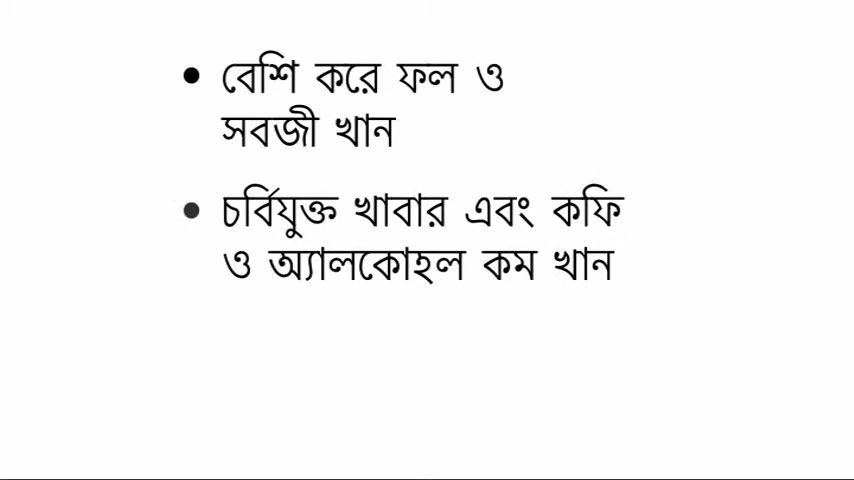 • বেশি করে ফল ও
সবজী খান
• চর্বিযুক্ত খাবার এবং কফি
ও অ্যালকোহল কম খান